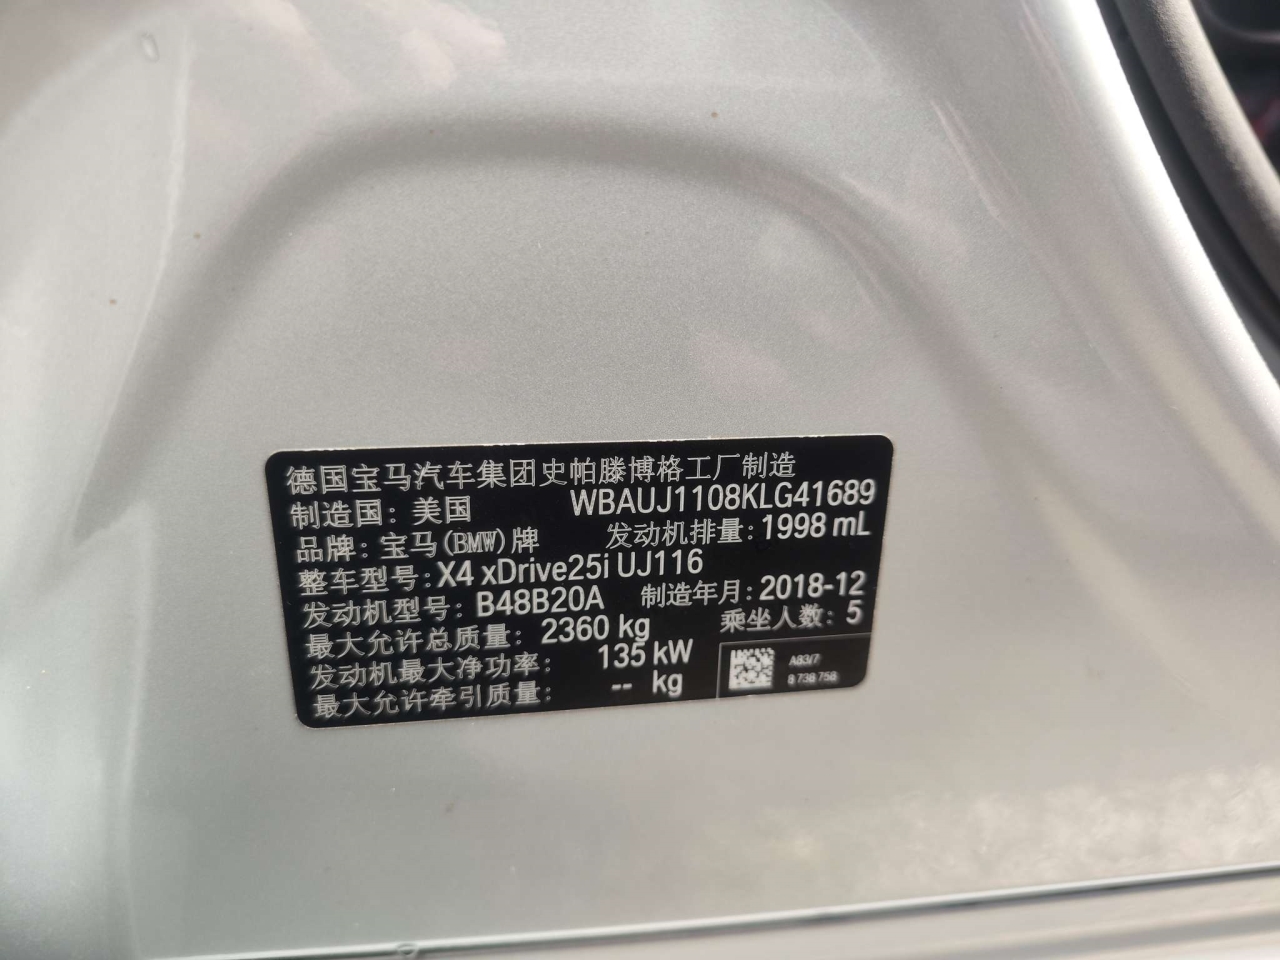 德国宝马汽车集团史帕滕博格工厂制造
制造国：美国 WBAUJ1108KLG41689
品牌：宝马(BMW)牌 发动机排量：1998 mL
整车型号：X4 xDrive25i UJ116
发动机型号：B48B20A 制造年月：2018-12
最大允许总质量：2360 kg 乘坐人数：5
发动机最大净功率：135 kW
最大允许牵引质量：-- kg
A83/7
8 738 758